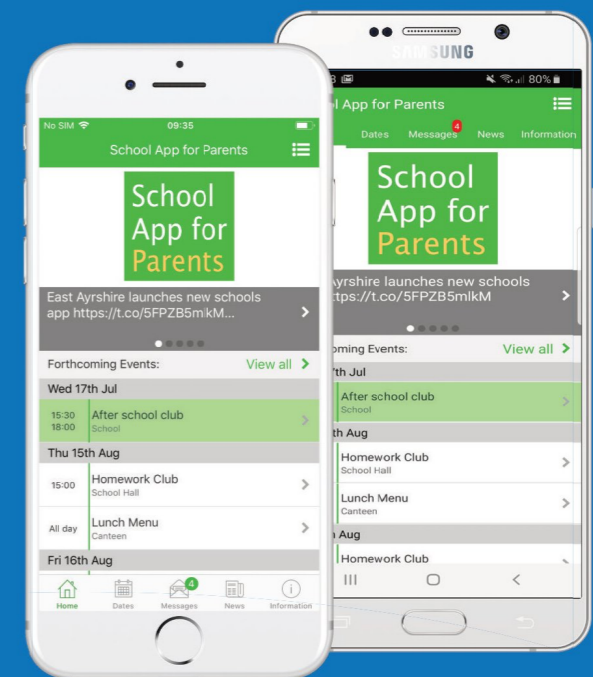 No SIM 09:35
School App for Parents
School
App for
Parents
East Ayrshire launches new schools
app https://t.co/5FPZB5mlkM...
Forthcoming Events: View all
Wed 17th Jul
15:30 After school club
18:00 School
Thu 15th Aug
15:00 Homework Club
School Hall
All day Lunch Menu
Canteen
Fri 16th Aug
4
Home Dates Messages News Information
SAMSUNG
80%
l App for Parents
4
Dates Messages News Information
School
App for
Parents
Ayrshire launches new schools
ttps://t.co/5FPZB5mlkM
oming Events: View all
th Jul
After school club
School
th Aug
Homework Club
School Hall
Lunch Menu
Canteen
Aug
Homework Club